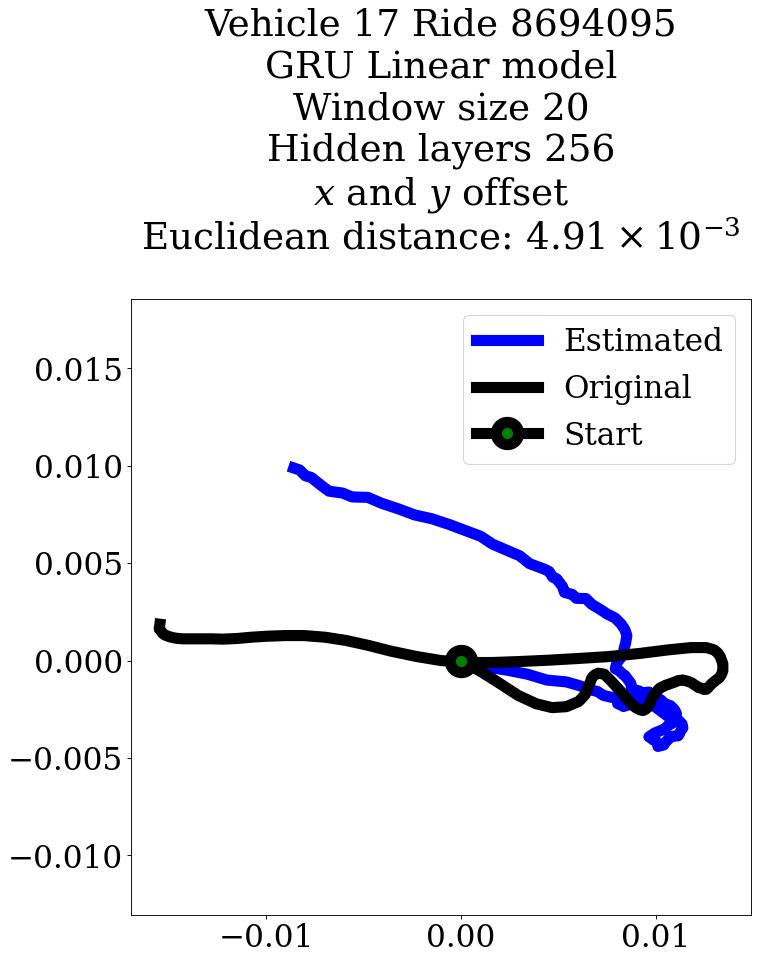 Vehicle 17 Ride 8694095
GRU Linear model
Window size 20
Hidden layers 256
x and y offset
Euclidean distance: 4.91 × 10⁻³
Estimated
Original
Start
0.015
0.010
0.005
0.000
−0.005
−0.010
−0.01 0.00 0.01